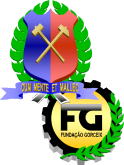 CUM MENTE ET MALLEO
FG
FUNDAÇÃO GORCEIX